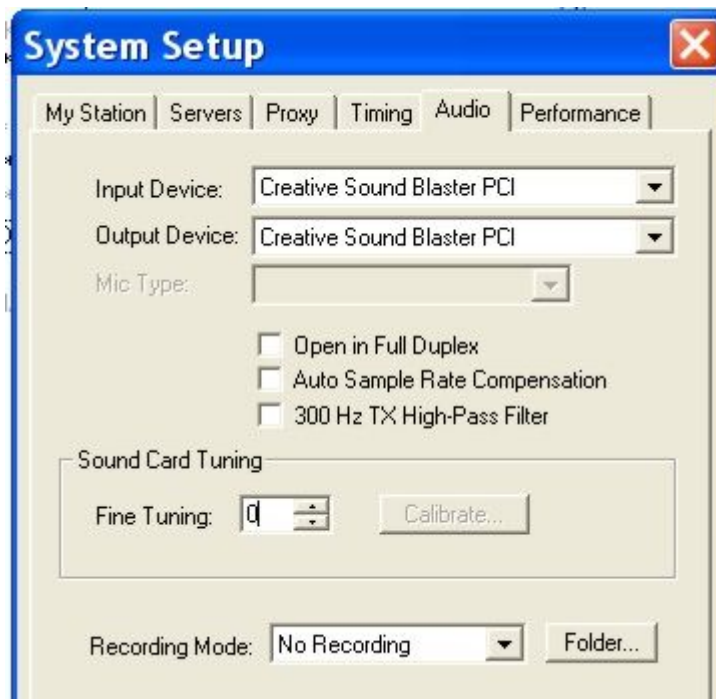 System Setup
My Station Servers Proxy Timing Audio Performance
Input Device: Creative Sound Blaster PCI
Output Device: Creative Sound Blaster PCI
Mic Type:
Open in Full Duplex
Auto Sample Rate Compensation
300 Hz TX High-Pass Filter
Sound Card Tuning
Fine Tuning: 0 Calibrate...
Recording Mode: No Recording Folder...